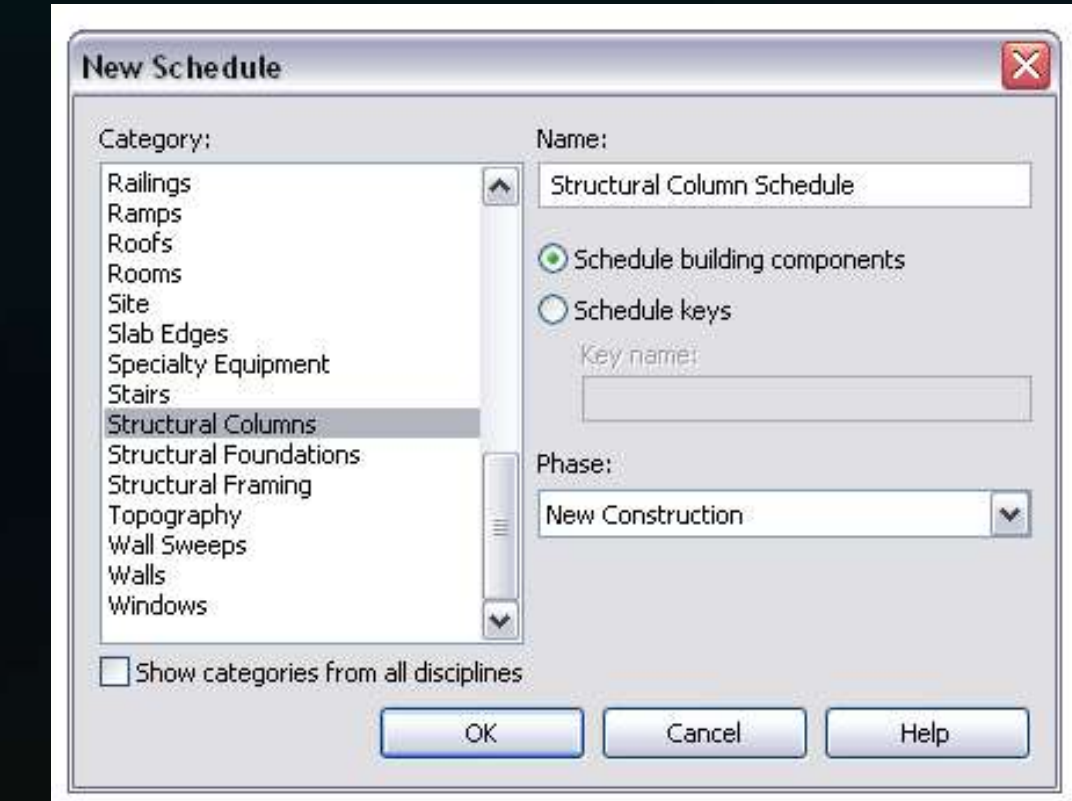 New Schedule
Category:
Railings
Ramps
Roofs
Rooms
Site
Slab Edges
Specialty Equipment
Stairs
Structural Columns
Structural Foundations
Structural Framing
Topography
Wall Sweeps
Walls
Windows
Show categories from all disciplines
Name:
Structural Column Schedule
Schedule building components
Schedule keys
Key name:
Phase:
New Construction
OK
Cancel
Help